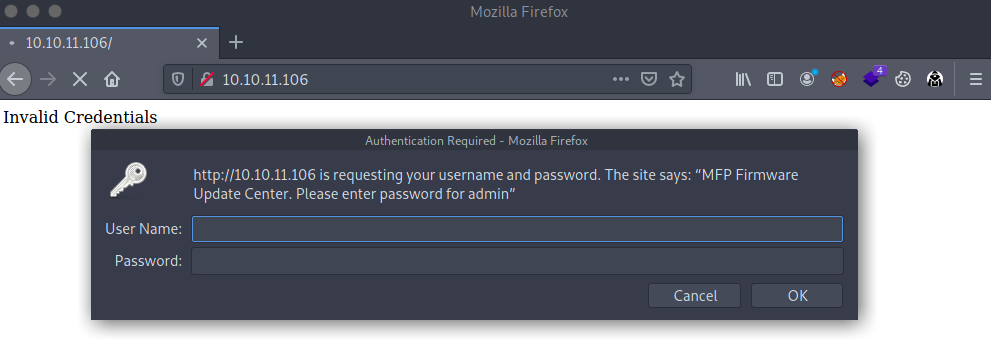 Mozilla Firefox
10.10.11.106/
10.10.11.106
4
Invalid Credentials
Authentication Required - Mozilla Firefox
http://10.10.11.106 is requesting your username and password. The site says: “MFP Firmware
Update Center. Please enter password for admin”
User Name:
Password:
Cancel OK